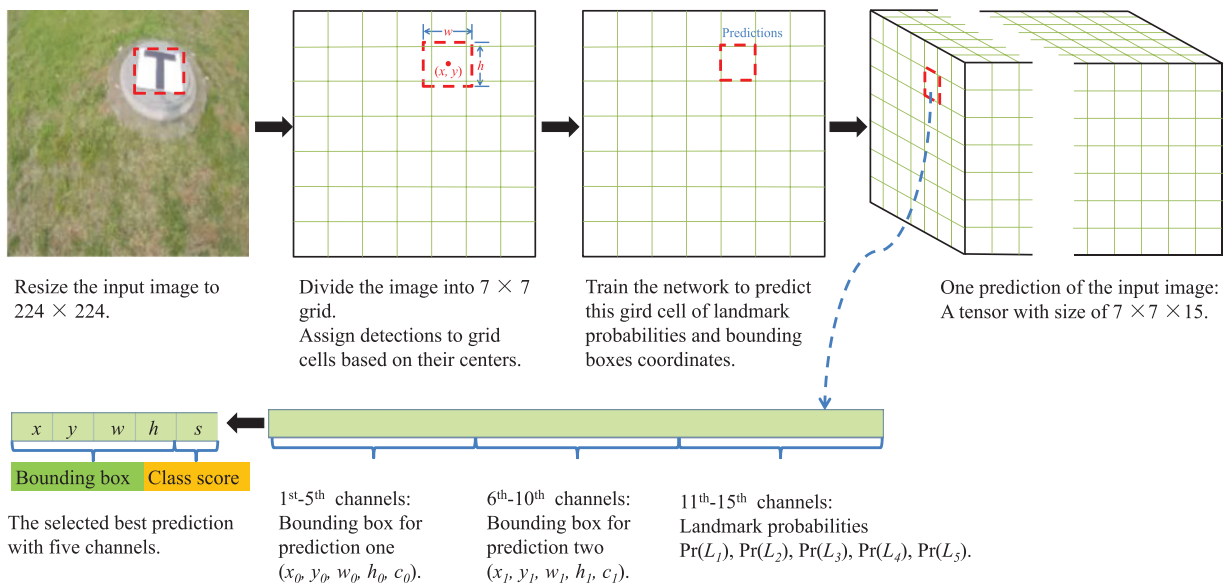 T
w
(x, y)
h
Predictions
Resize the input image to
224 × 224.
Divide the image into 7 × 7
grid.
Assign detections to grid
cells based on their centers.
Train the network to predict
this gird cell of landmark
probabilities and bounding
boxes coordinates.
One prediction of the input image:
A tensor with size of 7 ×7 ×15.
x y w h s
Bounding box Class score
The selected best prediction
with five channels.
1st-5th channels:
Bounding box for
prediction one
(x0, y0, w0, h0, c0).
6th-10th channels:
Bounding box for
prediction two
(x1, y1, w1, h1, c1).
11th-15th channels:
Landmark probabilities
Pr(L1), Pr(L2), Pr(L3), Pr(L4), Pr(L5).